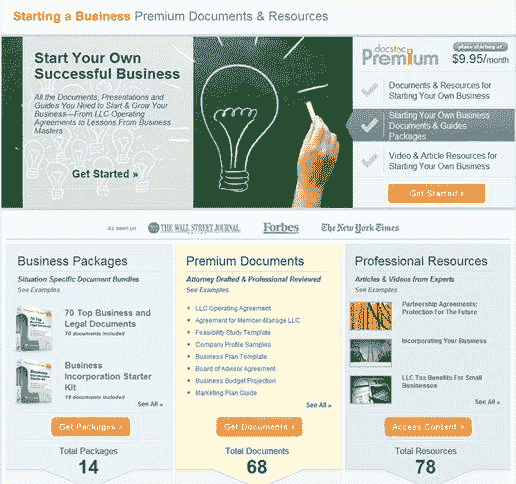 Starting a Business Premium Documents & Resources
Start Your Own
Successful Business
All the Documents, Presentations and
Guides You Need to Start & Grow Your
Business—From LLC Operating
Agreements to Lessons From Business
Masters
Get Started »
docstoc
Premium
plans starting at
$9.95/month
Documents & Resources for
Starting Your Own Business
Starting Your Own Business
Documents & Guides
Packages
Video & Article Resources for
Starting Your Own Business
Get Started »
As seen on
THE WALL STREET JOURNAL
Forbes
The New York Times
Business Packages
Situation Specific Document Bundles
See Examples
70 Top Business and
Legal Documents
70 documents included
Business
Incorporation Starter
Kit
19 documents included
See All »
Get Packages »
Total Packages
14
Premium Documents
Attorney Drafted & Professional Reviewed
See Examples
LLC Operating Agreement
Agreement for Member-Manage LLC
Feasibility Study Template
Company Profile Samples
Business Plan Template
Board of Advisor Agreement
Business Budget Projection
Marketing Plan Guide
See All »
Get Documents »
Total Documents
68
Professional Resources
Articles & Videos from Experts
See Examples
Partnership Agreements:
Protection For The Future
Incorporating Your Business
LLC Tax Benefits For Small
Businesses
See All »
Access Content »
Total Resources
78